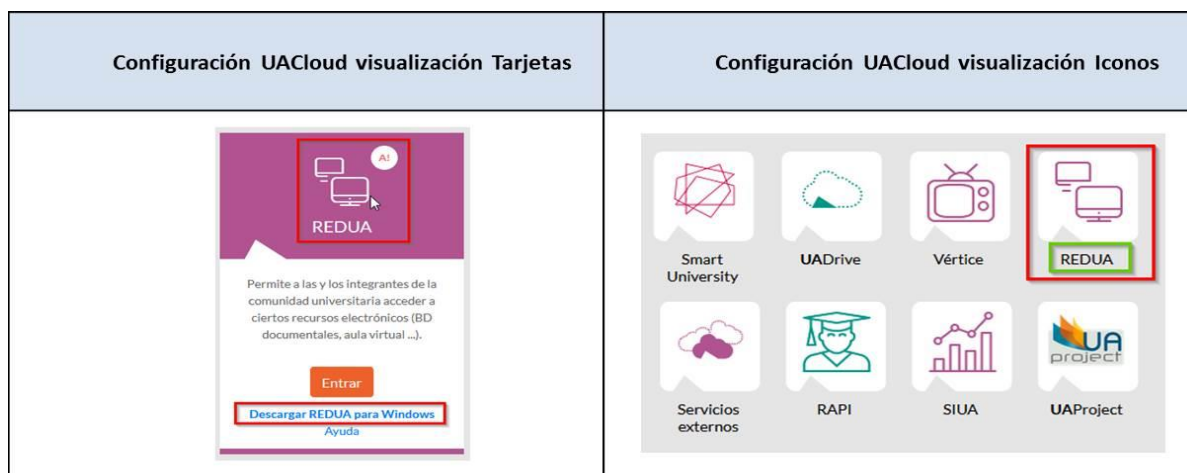 Configuración UACloud visualización Tarjetas
Configuración UACloud visualización Iconos
A!
REDUA
Permite a las y los integrantes de la
comunidad universitaria acceder a
ciertos recursos electrónicos (BD
documentales, aula virtual ...).
Entrar
Descargar REDUA para Windows
Ayuda
Smart
University
UADrive
Vértice
REDUA
Servicios
externos
RAPI
SIUA
UA
project
UAProject